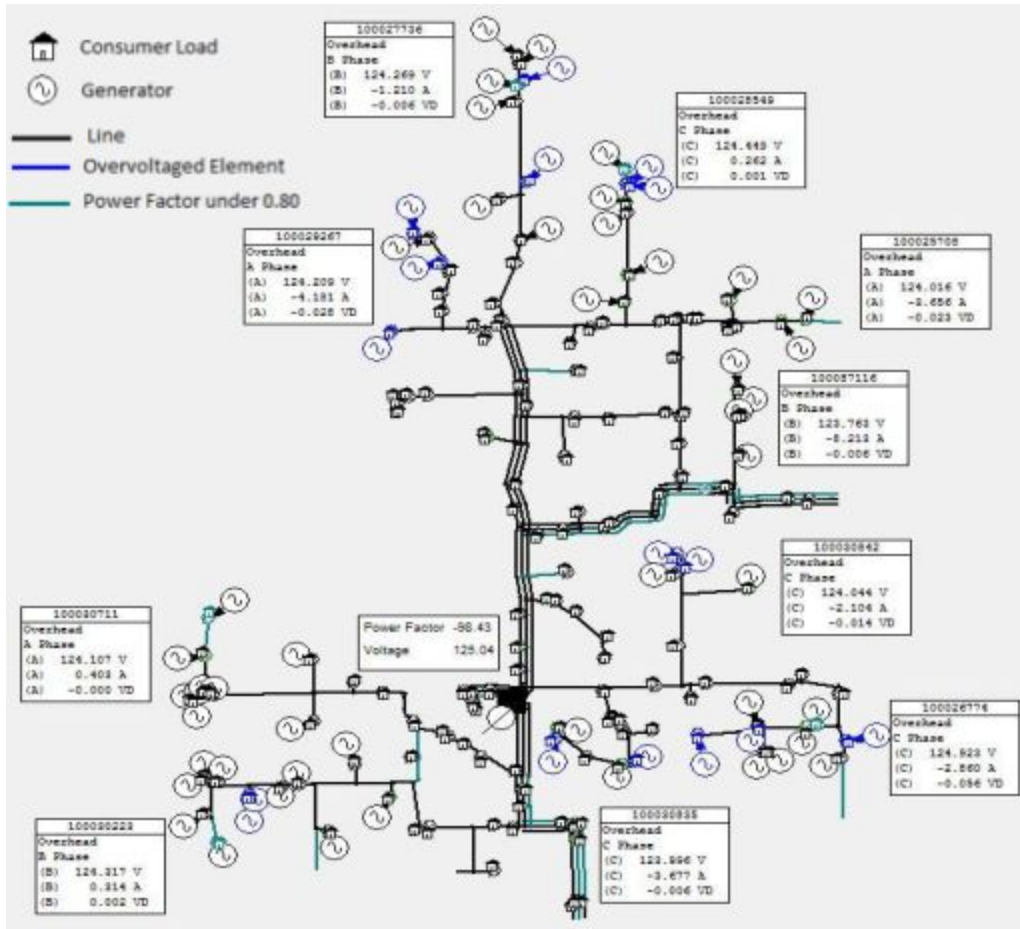 Consumer Load
Generator
Line
Overvoltaged Element
Power Factor under 0.80
100027736
Overhead
B Phase
(B) 124.269 V
(B) -1.210 A
(B) -0.006 VD
100028549
Overhead
C Phase
(C) 124.449 V
(C) 0.262 A
(C) 0.001 VD
100029267
Overhead
A Phase
(A) 124.209 V
(A) -4.181 A
(A) -0.028 VD
100025708
Overhead
A Phase
(A) 124.016 V
(A) -3.656 A
(A) -0.023 VD
100087116
Overhead
B Phase
(B) 123.763 V
(B) -8.213 A
(B) -0.006 VD
100030842
Overhead
C Phase
(C) 124.044 V
(C) -2.104 A
(C) -0.014 VD
100030711
Overhead
A Phase
(A) 124.107 V
(A) 0.403 A
(A) -0.000 VD
Power Factor -98.43
Voltage 125.04
100026774
Overhead
C Phase
(C) 124.923 V
(C) -2.860 A
(C) -0.056 VD
100030223
Overhead
B Phase
(B) 124.317 V
(B) 0.314 A
(B) 0.002 VD
100030835
Overhead
C Phase
(C) 123.896 V
(C) -3.677 A
(C) -0.006 VD